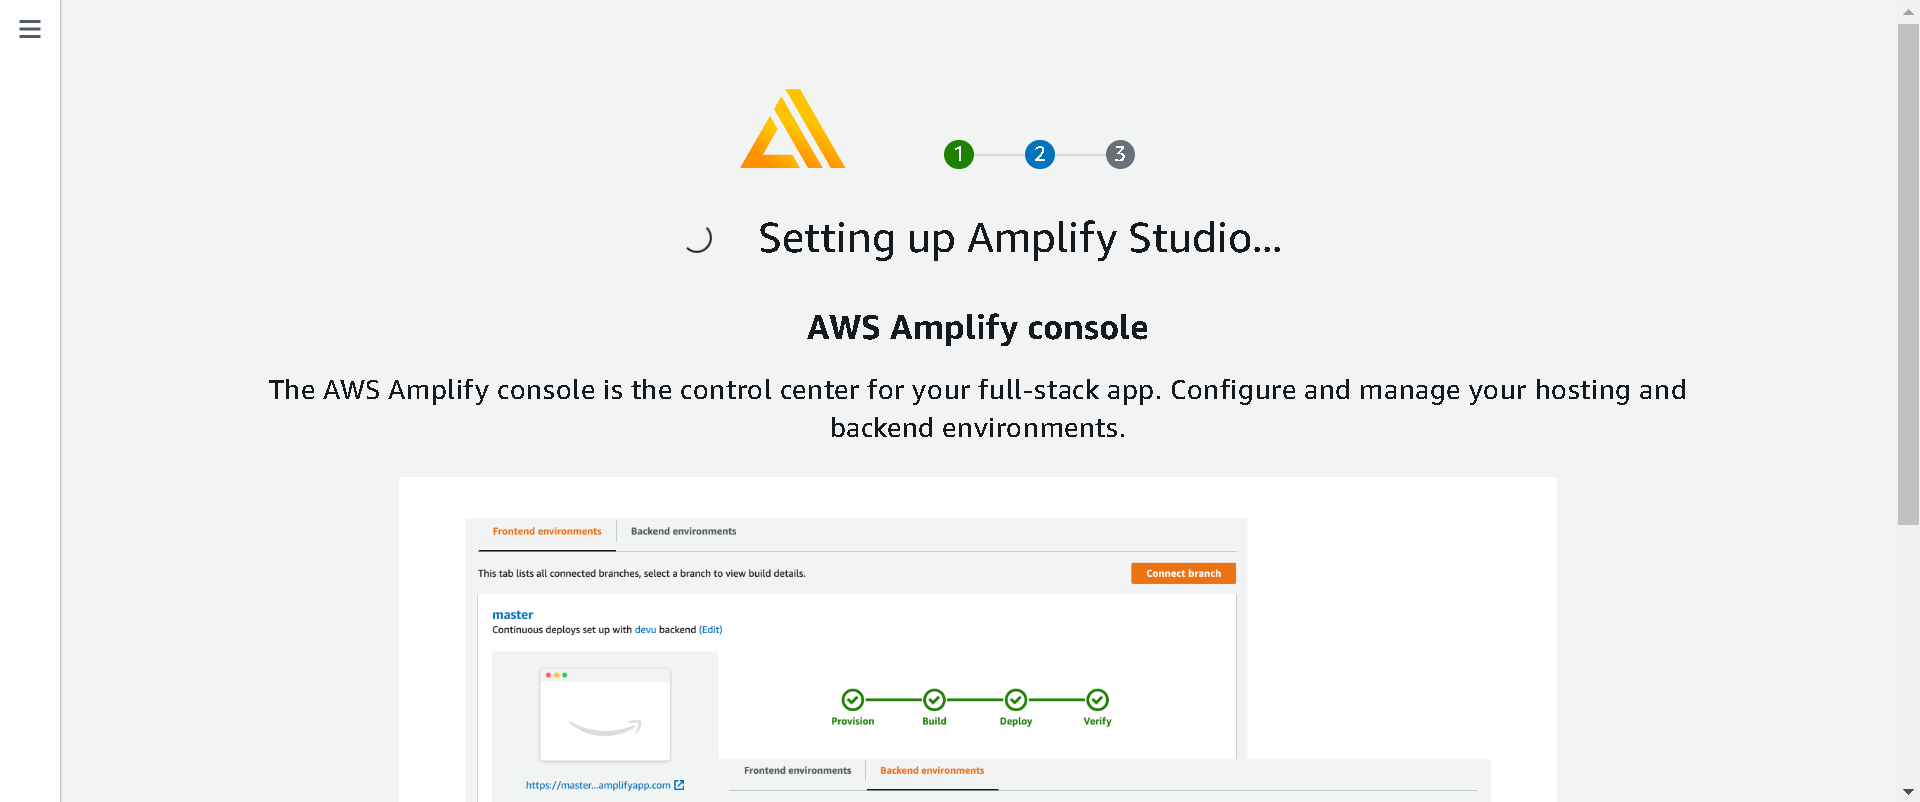 1 2 3
Setting up Amplify Studio...
AWS Amplify console
The AWS Amplify console is the control center for your full-stack app. Configure and manage your hosting and
backend environments.
Frontend environments Backend environments
This tab lists all connected branches, select a branch to view build details. Connect branch
master
Continuous deploys set up with devu backend (Edit)
Provision Build Deploy Verify
Frontend environments Backend environments
https://master...amplifyapp.com